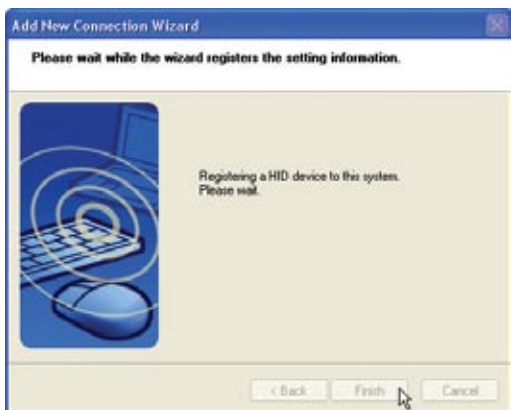 Add New Connection Wizard
Please wait while the wizard registers the setting information.
Registering a HID device to this system.
Please wait.
< Back
Finish
Cancel